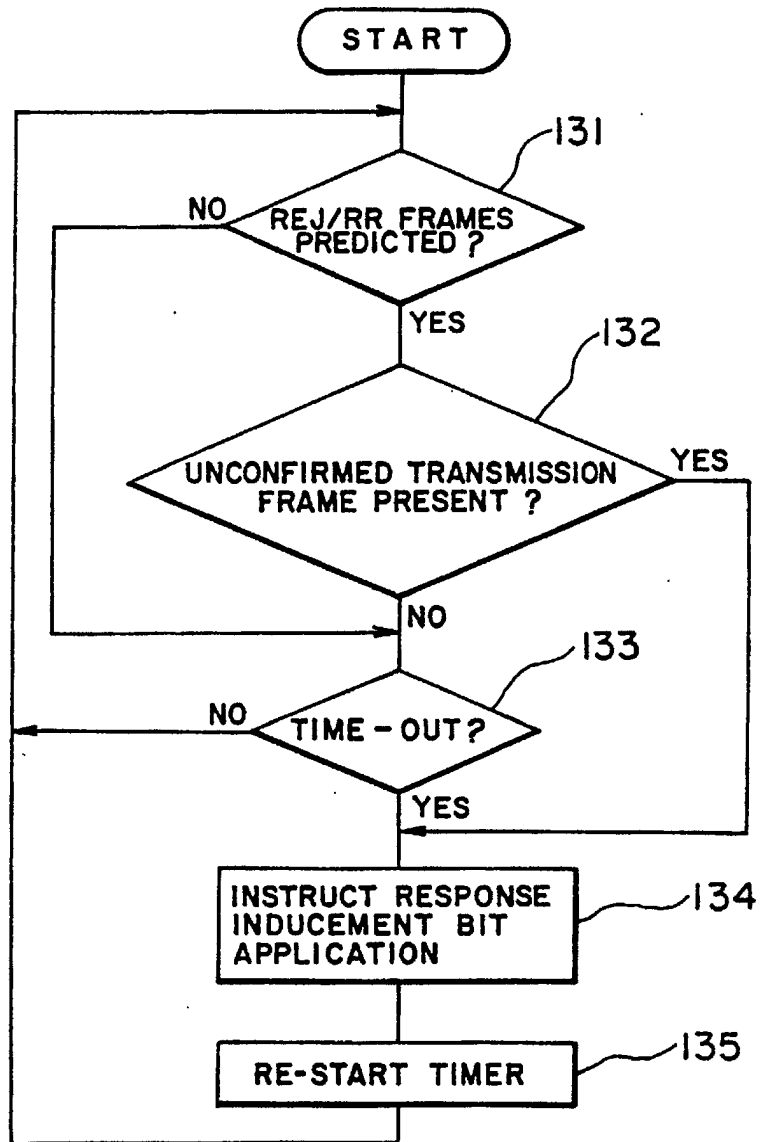 START
131
NO
REJ/RR FRAMES
PREDICTED ?
YES
132
UNCONFIRMED TRANSMISSION
FRAME PRESENT ?
YES
NO
133
NO
TIME-OUT?
YES
INSTRUCT RESPONSE
INDUCEMENT BIT
APPLICATION
134
RE-START TIMER
135